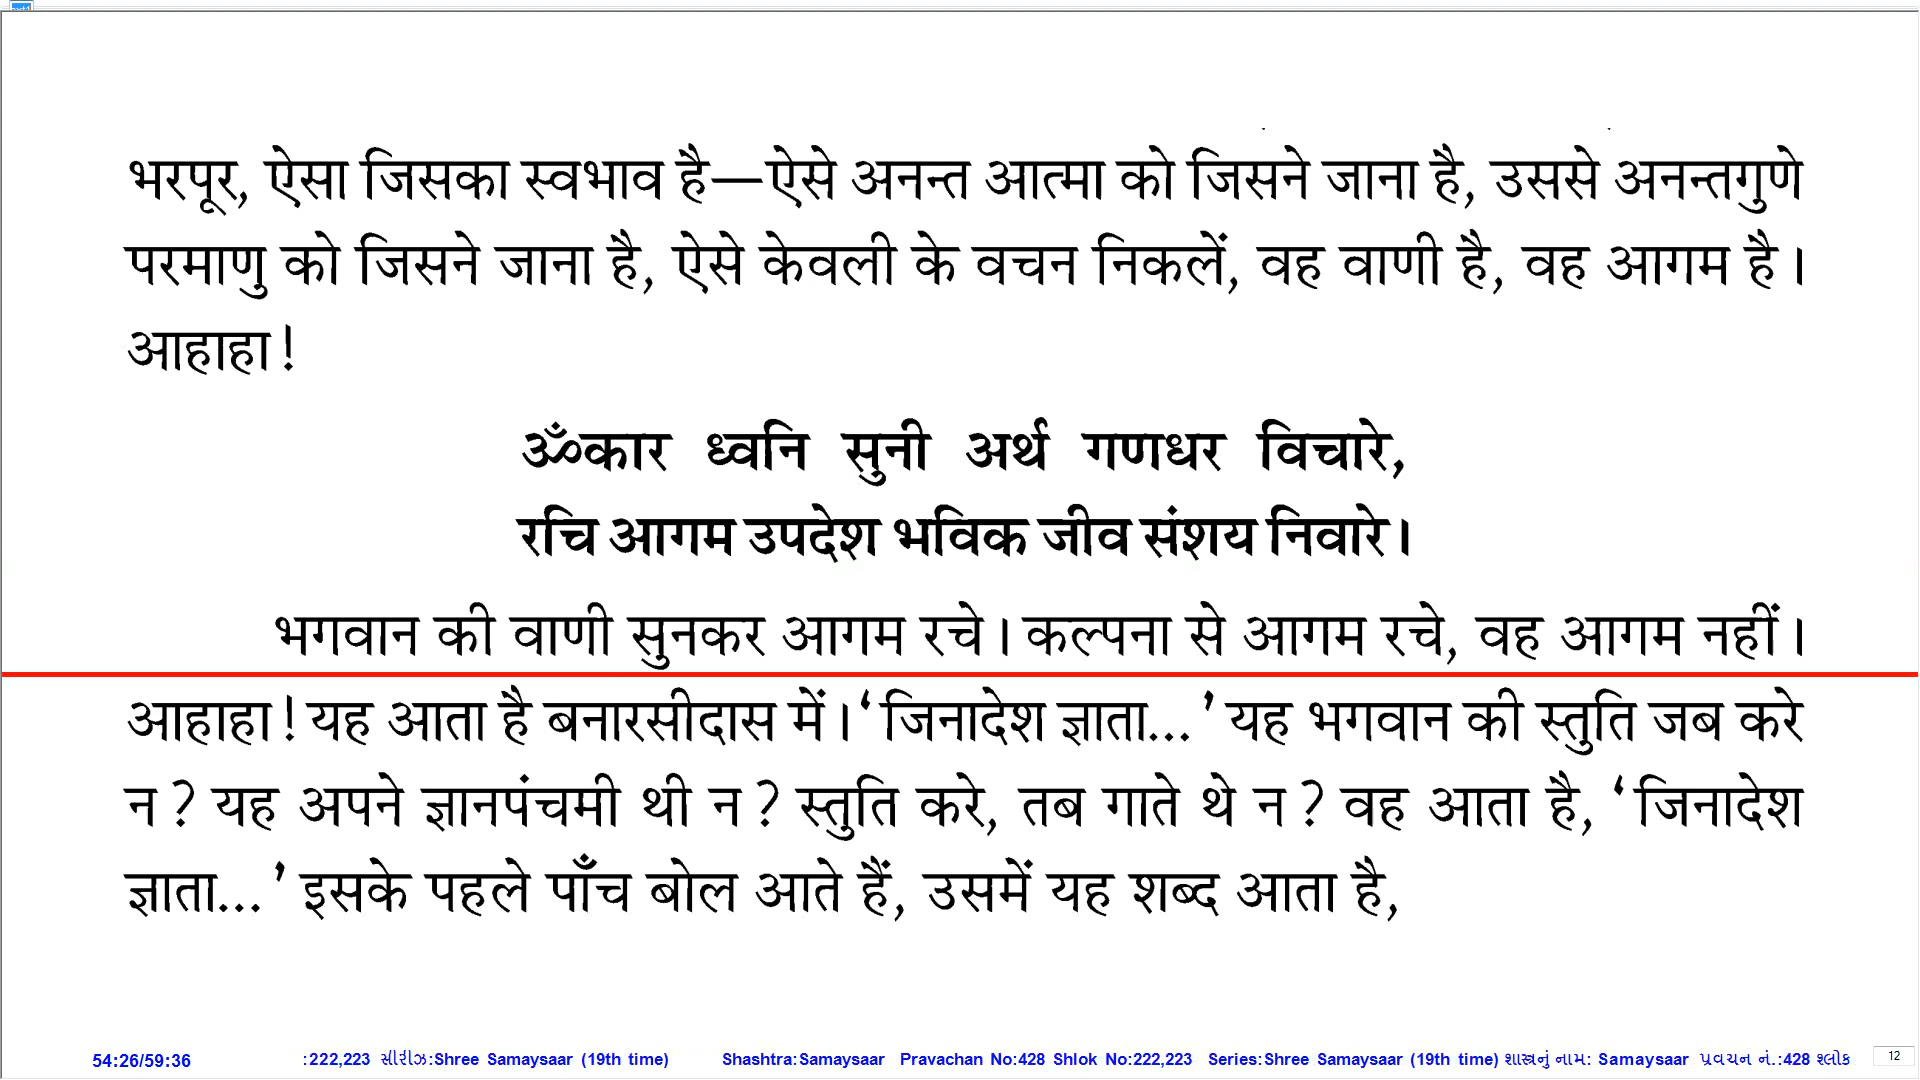 भरपूर, ऐसा जिसका स्वभाव है—ऐसे अनन्त आत्मा को जिसने जाना है, उससे अनन्तगुणे
परमाणु को जिसने जाना है, ऐसे केवली के वचन निकलें, वह वाणी है, वह आगम है।
आहाहा!
ॐकार ध्वनि सुनी अर्थ गणधर विचारे,
रचि आगम उपदेश भविक जीव संशय निवारे।
भगवान की वाणी सुनकर आगम रचे। कल्पना से आगम रचे, वह आगम नहीं।
आहाहा! यह आता है बनारसीदास में। ‘जिनादेश ज्ञाता...’ यह भगवान की स्तुति जब करे
न? यह अपने ज्ञानपंचमी थी न? स्तुति करे, तब गाते थे न? वह आता है, ‘जिनादेश
ज्ञाता...’ इसके पहले पाँच बोल आते हैं, उसमें यह शब्द आता है,
54:26/59:36 :222,223 સીરીઝ:Shree Samaysaar (19th time) Shashtra:Samaysaar Pravachan No:428 Shlok No:222,223 Series:Shree Samaysaar (19th time) શાસ્ત્રનું નામ: Samaysaar પ્રવચન નં.:428 શ્લોક 12